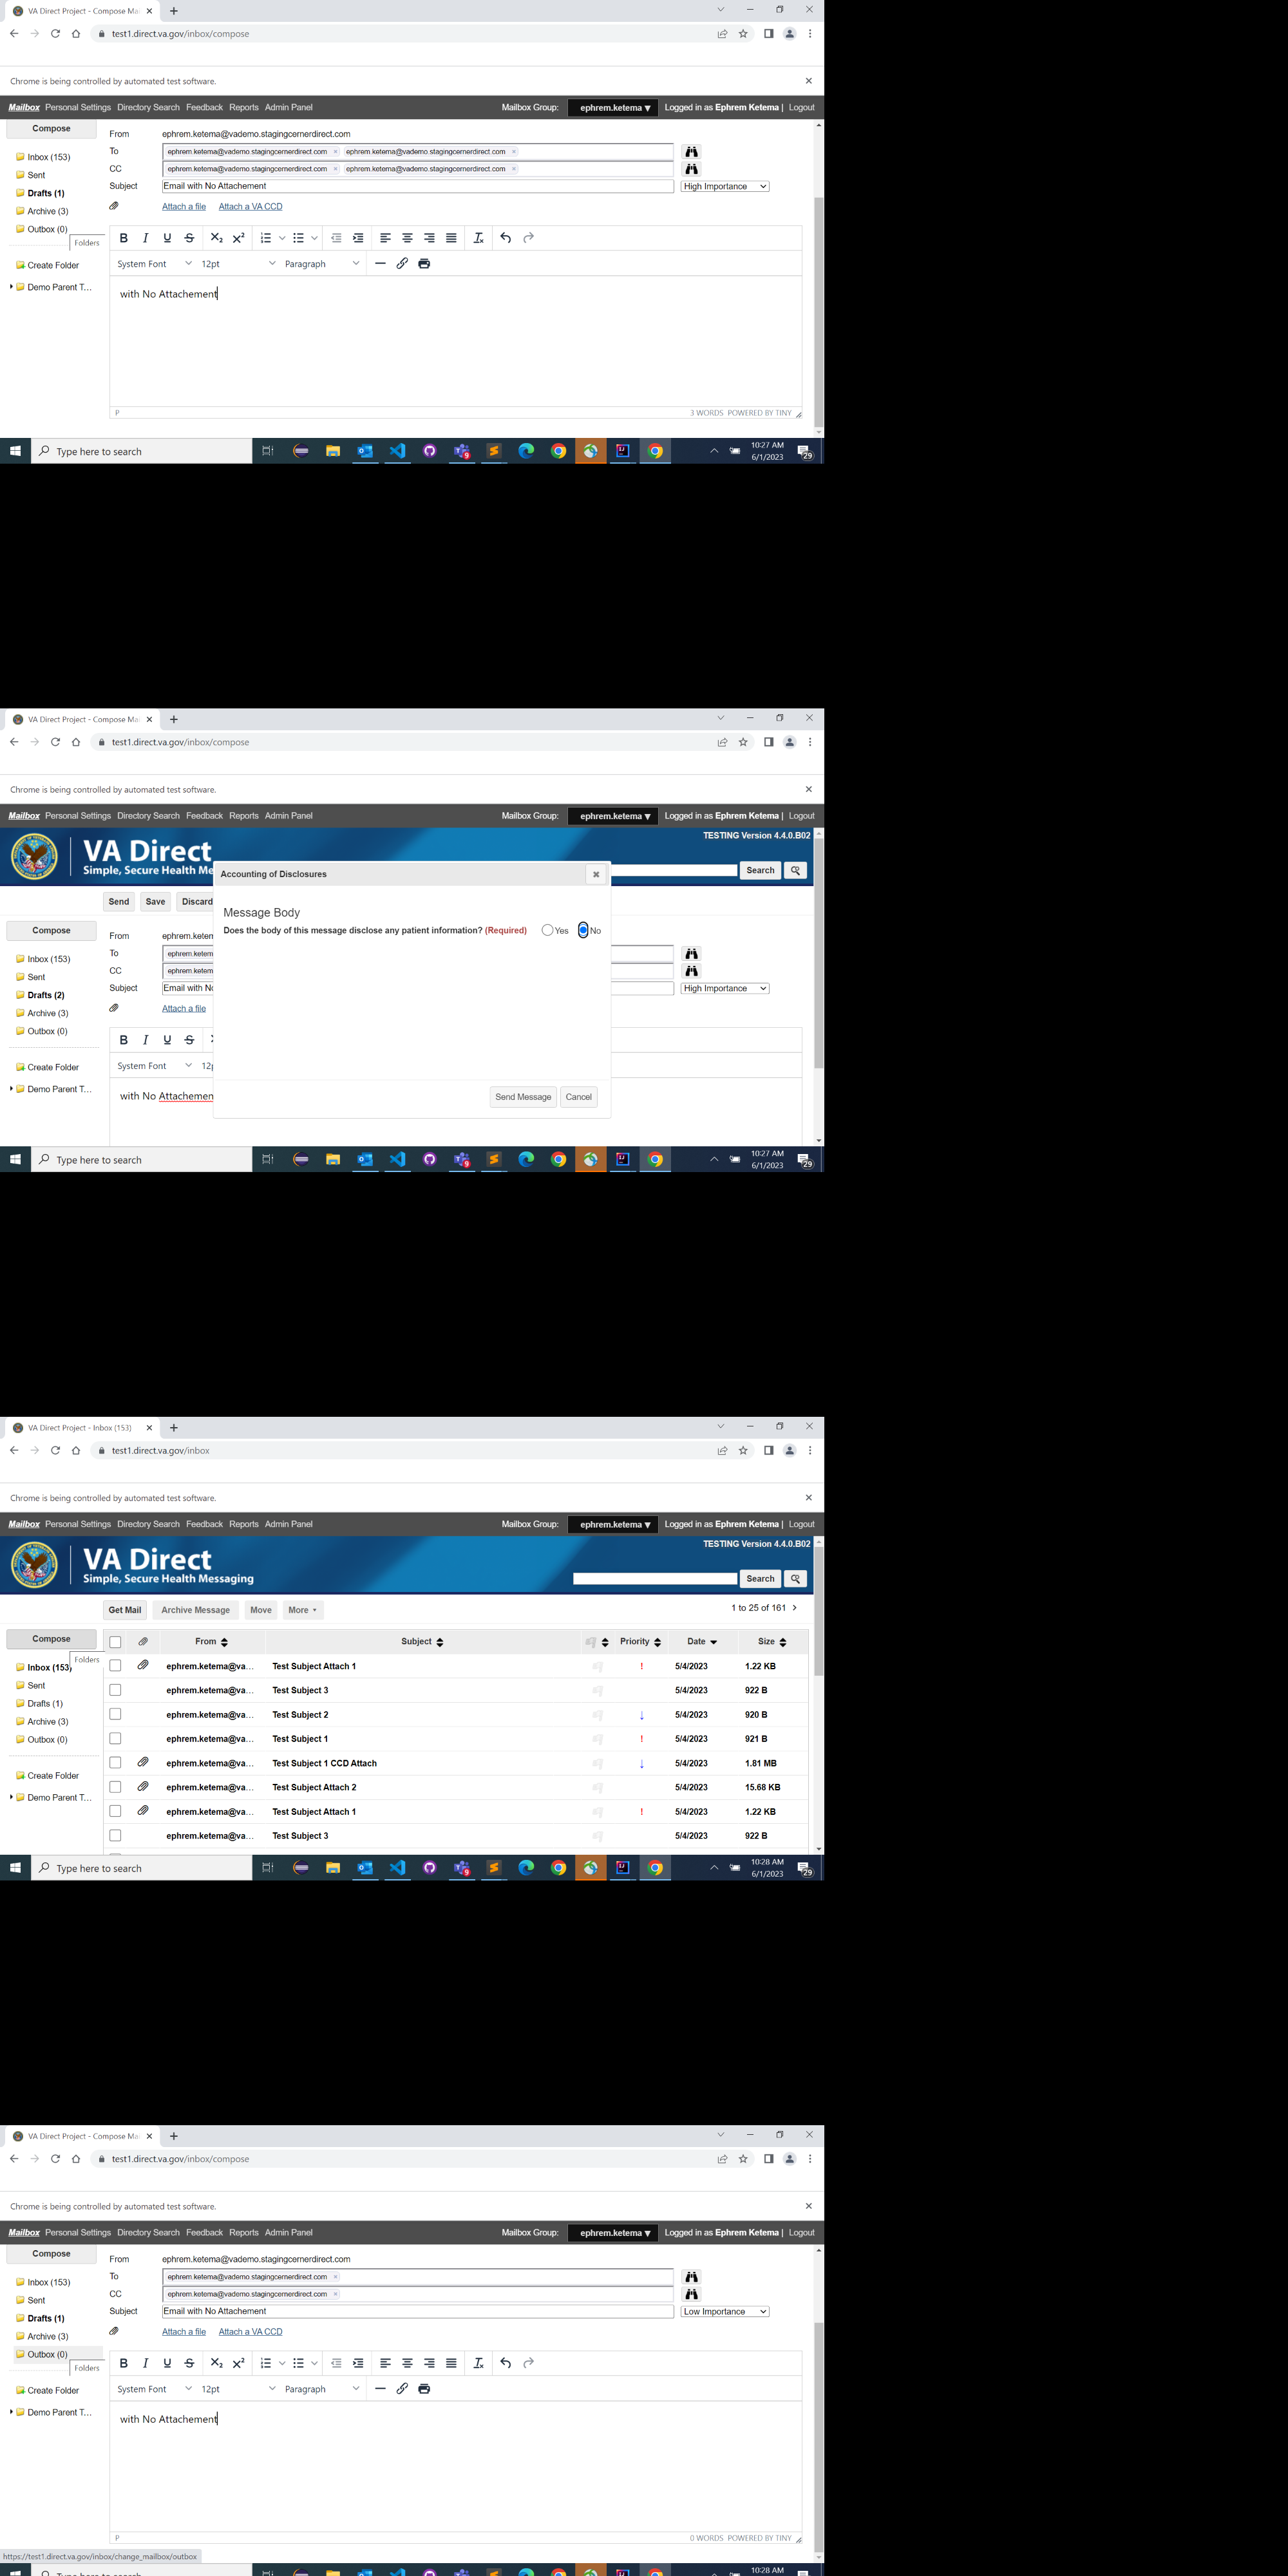 VA Direct Project - Compose Ma
test1.direct.va.gov/inbox/compose
Chrome is being controlled by automated test software.
Mailbox Personal Settings Directory Search Feedback Reports Admin Panel Mailbox Group: ephrem.ketema ▼ Logged in as Ephrem Ketema | Logout
Compose
From ephrem.ketema@vademo.stagingcernerdirect.com
To ephrem.ketema@vademo.stagingcernerdirect.com × ephrem.ketema@vademo.stagingcernerdirect.com ×
Inbox (153)
CC ephrem.ketema@vademo.stagingcernerdirect.com × ephrem.ketema@vademo.stagingcernerdirect.com ×
Sent
Subject Email with No Attachement High Importance
Drafts (1)
Attach a file Attach a VA CCD
Archive (3)
Outbox (0)
Folders
Create Folder
System Font 12pt Paragraph
Demo Parent T...
with No Attachement
P 3 WORDS POWERED BY TINY
Type here to search
10:27 AM
6/1/2023
29
VA Direct Project - Compose Ma
test1.direct.va.gov/inbox/compose
Chrome is being controlled by automated test software.
Mailbox Personal Settings Directory Search Feedback Reports Admin Panel Mailbox Group: ephrem.ketema ▼ Logged in as Ephrem Ketema | Logout
TESTING Version 4.4.0.B02
VA Direct
Simple, Secure Health Me
Search
Accounting of Disclosures
Send Save Discard
Message Body
Does the body of this message disclose any patient information? (Required) Yes No
Compose
From ephrem.keter
To ephrem.ketem
Inbox (153)
CC ephrem.ketem
Sent
Subject Email with No High Importance
Drafts (2)
Attach a file
Archive (3)
Outbox (0)
Create Folder
System Font 12p
Demo Parent T...
with No Attachemen
Send Message Cancel
Type here to search
10:27 AM
6/1/2023
29
VA Direct Project - Inbox (153)
test1.direct.va.gov/inbox
Chrome is being controlled by automated test software.
Mailbox Personal Settings Directory Search Feedback Reports Admin Panel Mailbox Group: ephrem.ketema ▼ Logged in as Ephrem Ketema | Logout
TESTING Version 4.4.0.B02
VA Direct
Simple, Secure Health Messaging
Search
Get Mail Archive Message Move More 1 to 25 of 161
Compose
Folders
Inbox (153)
Sent
Drafts (1)
Archive (3)
Outbox (0)
Create Folder
Demo Parent T...
From Subject Priority Date Size
ephrem.ketema@va... Test Subject Attach 1 ! 5/4/2023 1.22 KB
ephrem.ketema@va... Test Subject 3 5/4/2023 922 B
ephrem.ketema@va... Test Subject 2 ↓ 5/4/2023 920 B
ephrem.ketema@va... Test Subject 1 ! 5/4/2023 921 B
ephrem.ketema@va... Test Subject 1 CCD Attach ↓ 5/4/2023 1.81 MB
ephrem.ketema@va... Test Subject Attach 2 5/4/2023 15.68 KB
ephrem.ketema@va... Test Subject Attach 1 ! 5/4/2023 1.22 KB
ephrem.ketema@va... Test Subject 3 5/4/2023 922 B
Type here to search
10:28 AM
6/1/2023
29
VA Direct Project - Compose Ma
test1.direct.va.gov/inbox/compose
Chrome is being controlled by automated test software.
Mailbox Personal Settings Directory Search Feedback Reports Admin Panel Mailbox Group: ephrem.ketema ▼ Logged in as Ephrem Ketema | Logout
Compose
From ephrem.ketema@vademo.stagingcernerdirect.com
To ephrem.ketema@vademo.stagingcernerdirect.com ×
Inbox (153)
CC ephrem.ketema@vademo.stagingcernerdirect.com ×
Sent
Subject Email with No Attachement Low Importance
Drafts (1)
Attach a file Attach a VA CCD
Archive (3)
Outbox (0)
Folders
Create Folder
System Font 12pt Paragraph
Demo Parent T...
with No Attachement
P 0 WORDS POWERED BY TINY
https://test1.direct.va.gov/inbox/change_mailbox/outbox
10:28 AM